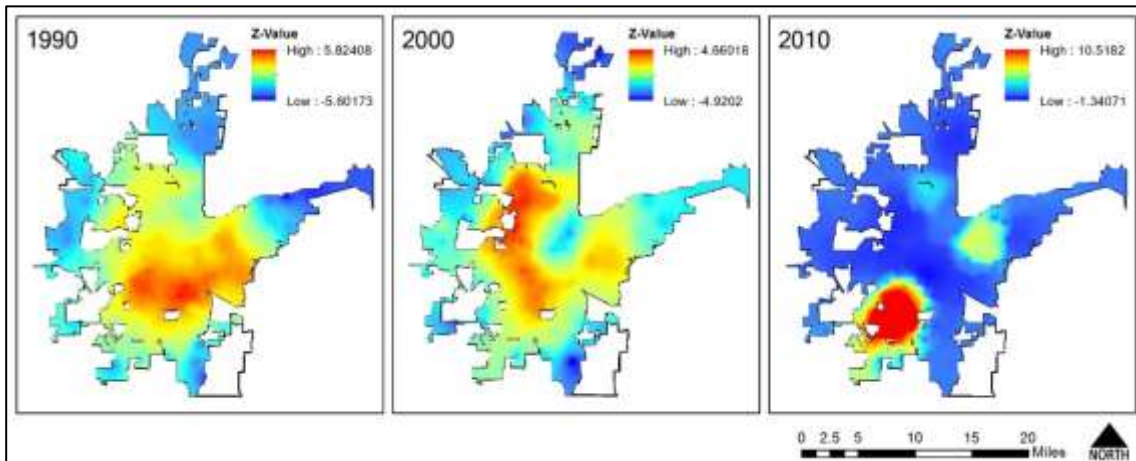 1990
Z-Value
High : 5.82408
Low : -5.60173
2000
Z-Value
High : 4.66018
Low : -4.9202
2010
Z-Value
High : 10.5182
Low : -1.34071
0 2.5 5 10 15 20
Miles
NORTH